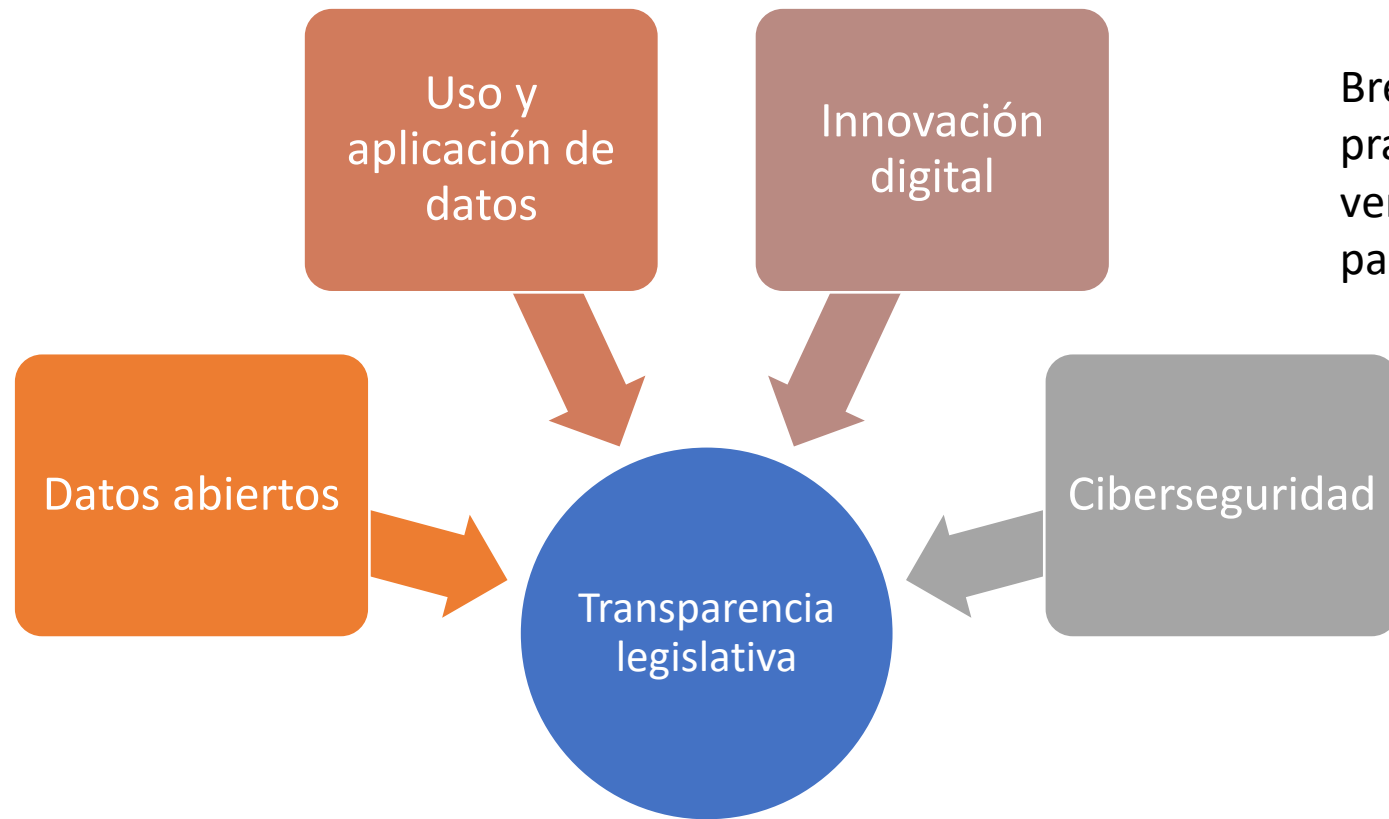 Uso y
aplicación de
datos
Innovación
digital
Datos abiertos
Ciberseguridad
Transparencia
legislativa